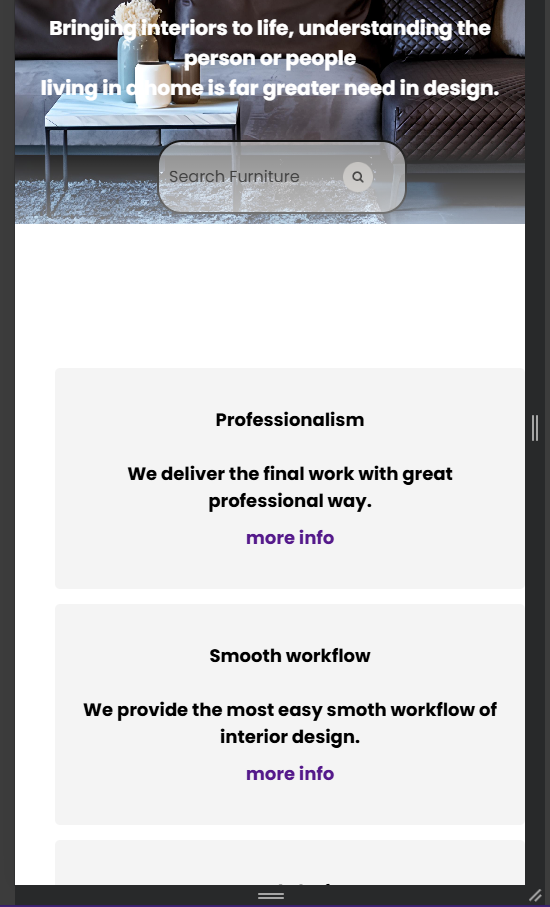 Bringing interiors to life, understanding the
person or people
living in a home is far greater need in design.
Search Furniture
Professionalism
We deliver the final work with great
professional way.
more info
Smooth workflow
We provide the most easy smoth workflow of
interior design.
more info